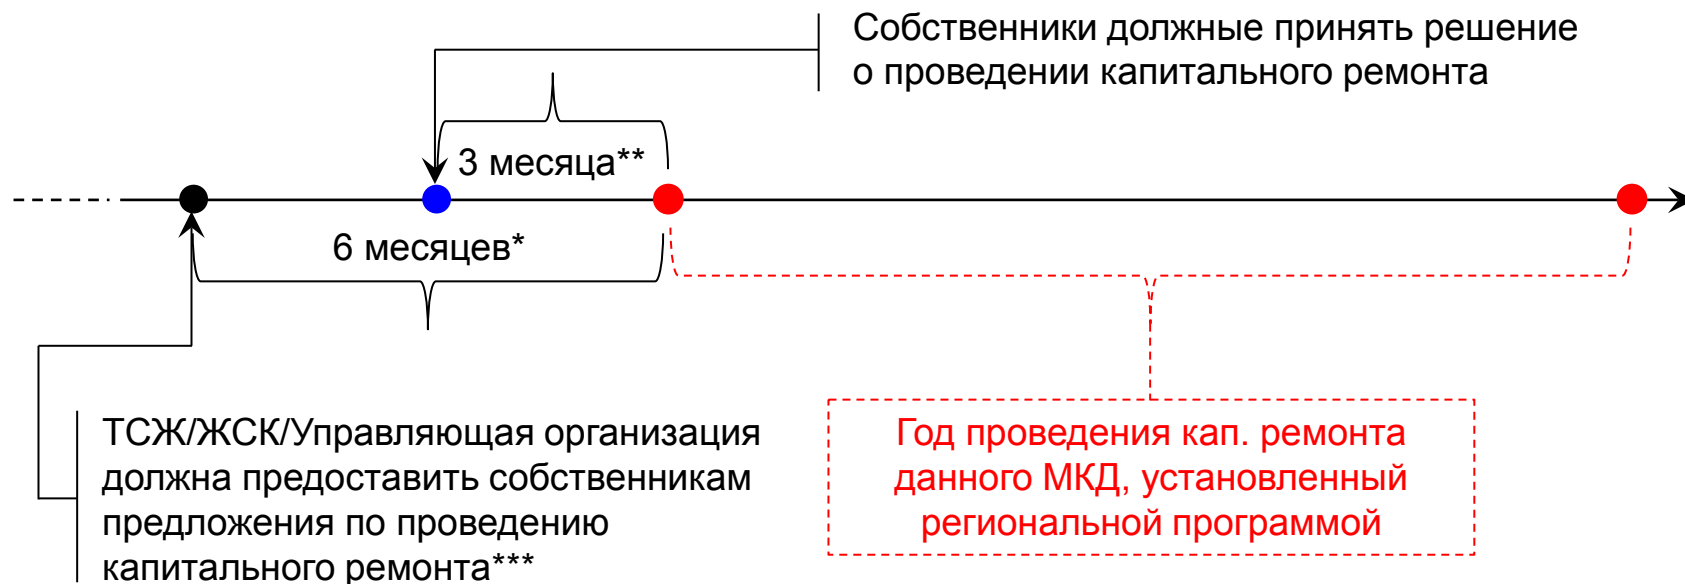 Собственники должные принять решение
о проведении капитального ремонта
3 месяца**
6 месяцев*
ТСЖ/ЖСК/Управляющая организация
должна предоставить собственникам
предложения по проведению
капитального ремонта***
Год проведения кап. ремонта
данного МКД, установленный
региональной программой